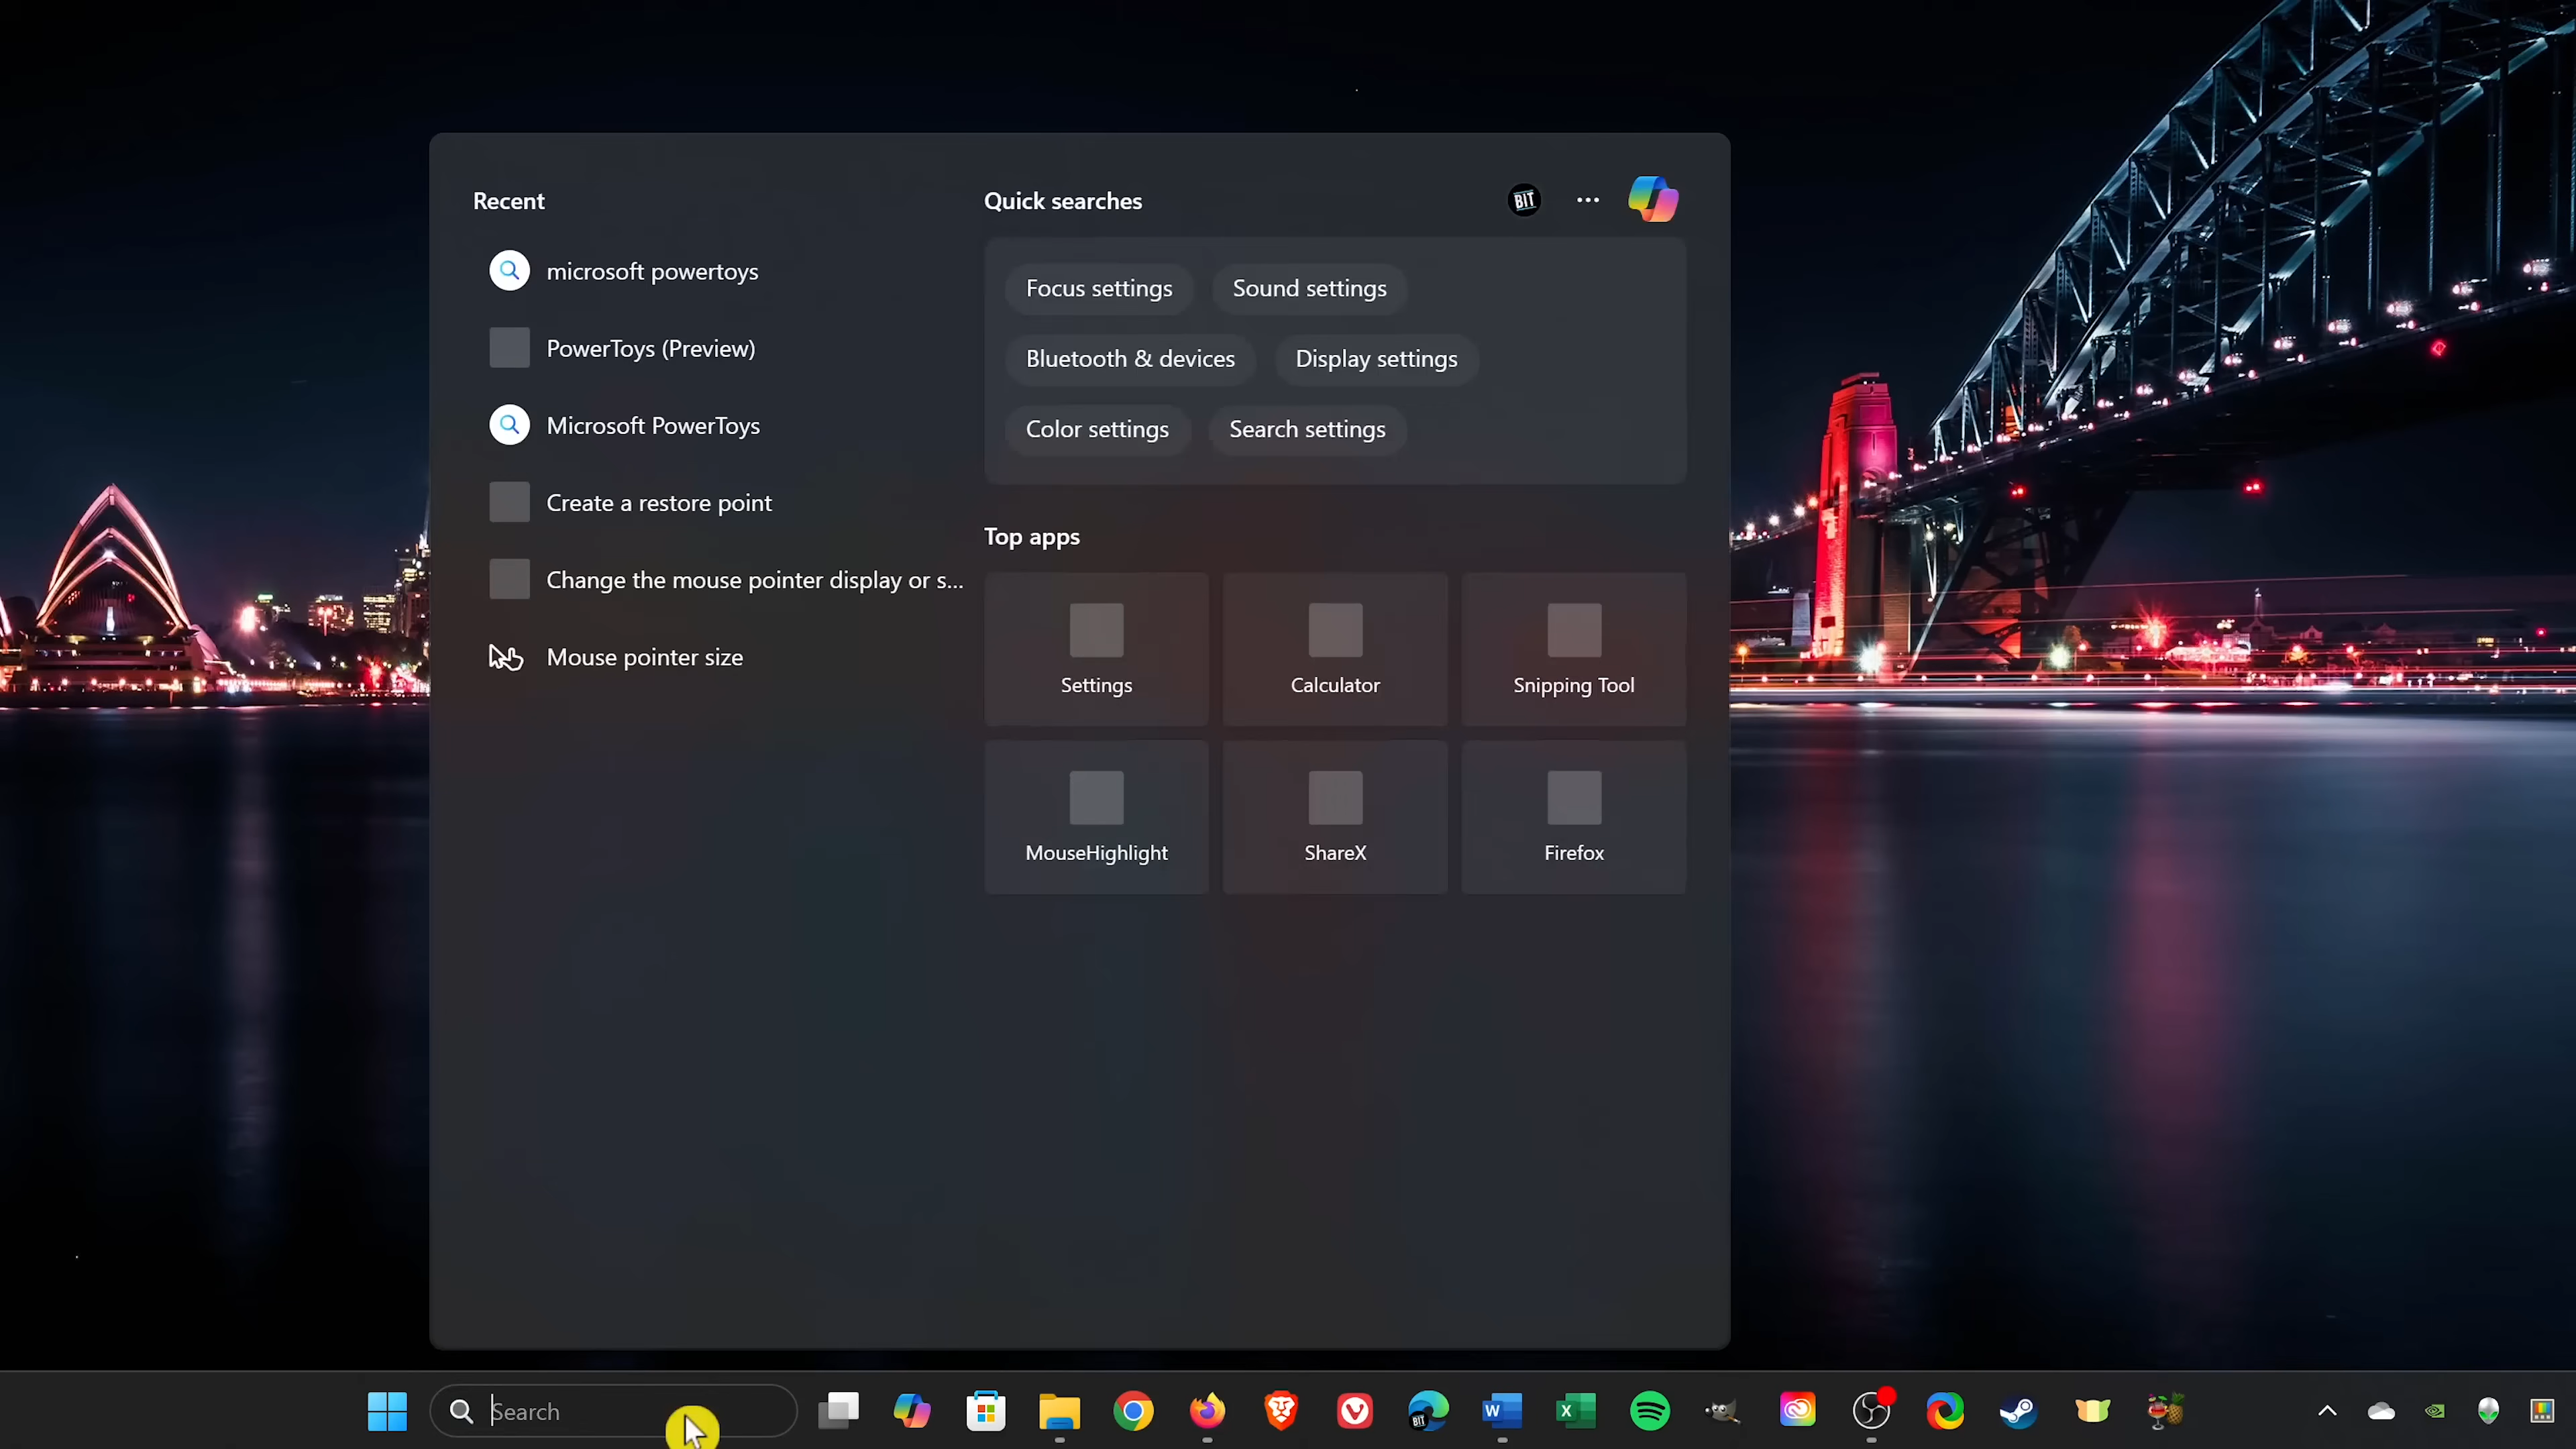 Recent
microsoft powertoys
PowerToys (Preview)
Microsoft PowerToys
Create a restore point
Change the mouse pointer display or s...
Mouse pointer size
Quick searches
BIT
Focus settings
Sound settings
Bluetooth & devices
Display settings
Color settings
Search settings
Top apps
Settings
Calculator
Snipping Tool
MouseHighlight
ShareX
Firefox
Search
BIT
W
X